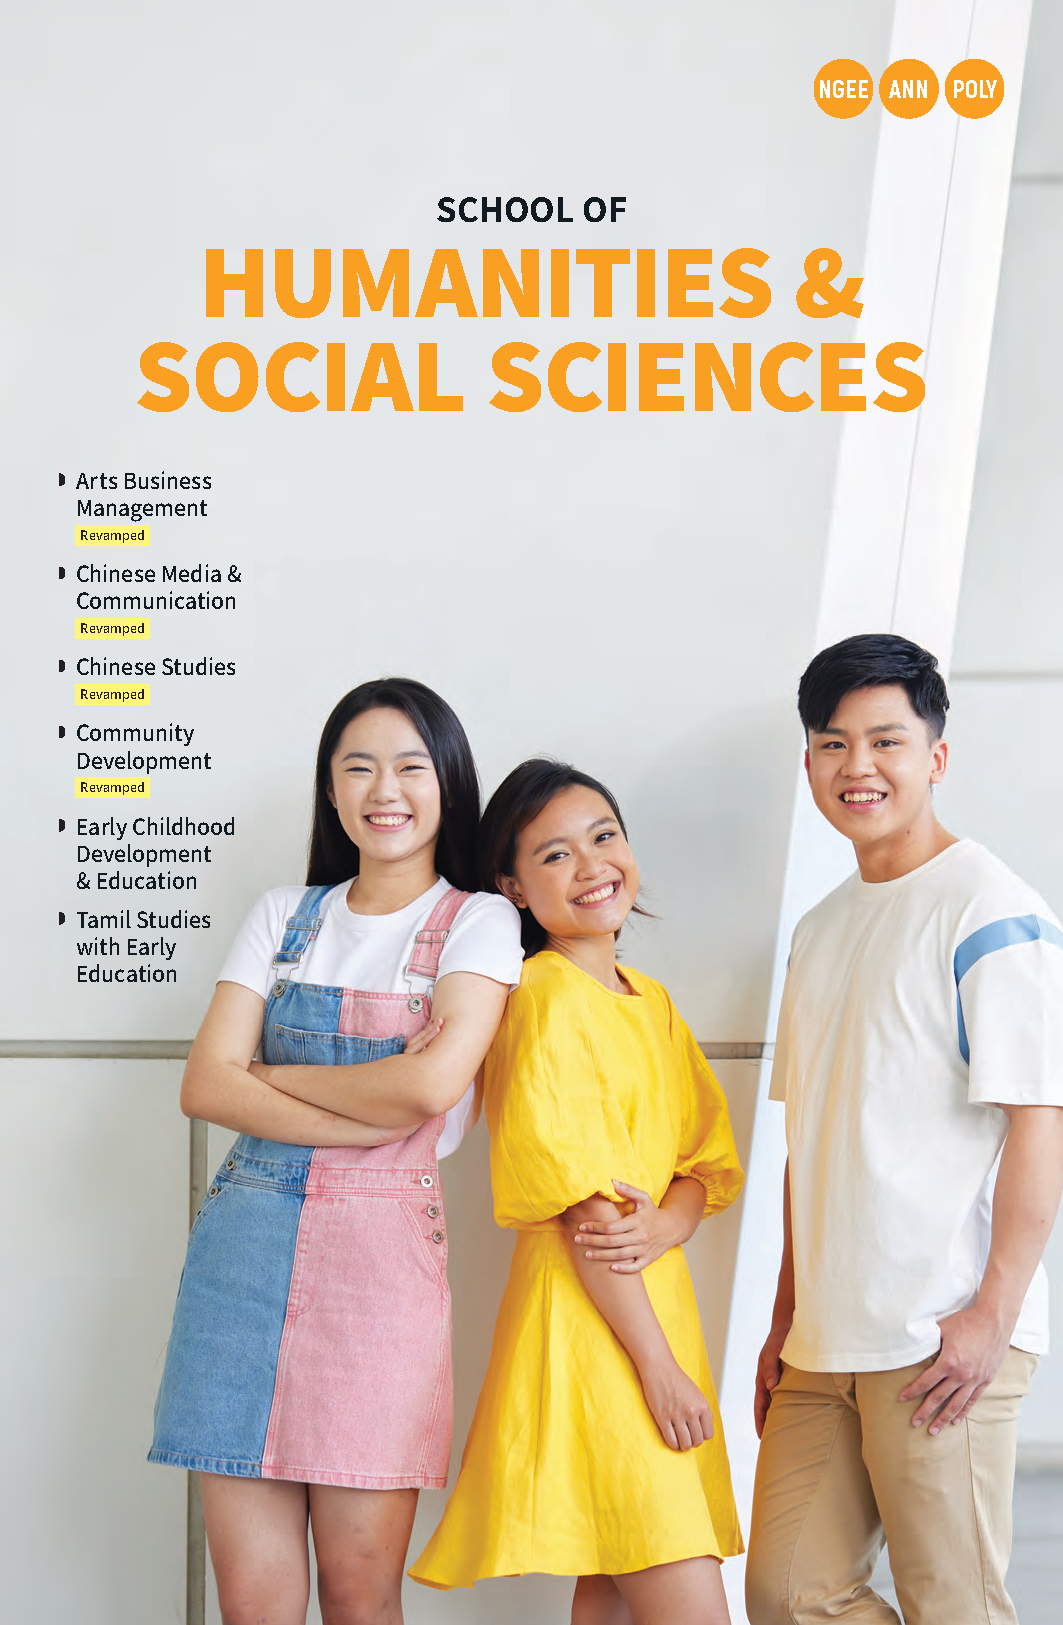 NGEE ANN POLY
SCHOOL OF
HUMANITIES &
SOCIAL SCIENCES
Arts Business
Management
Revamped
Chinese Media &
Communication
Revamped
Chinese Studies
Revamped
Community
Development
Revamped
Early Childhood
Development
& Education
Tamil Studies
with Early
Education